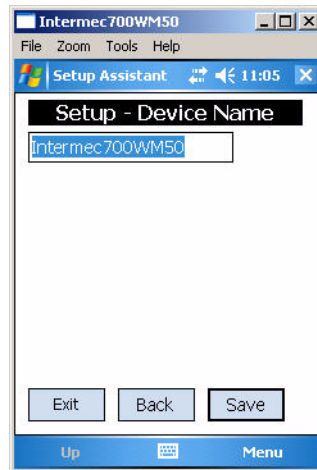 Intermec700WM50
File Zoom Tools Help
Setup Assistant 11:05
Setup - Device Name
Intermec700WM50
Exit Back Save
Up Menu